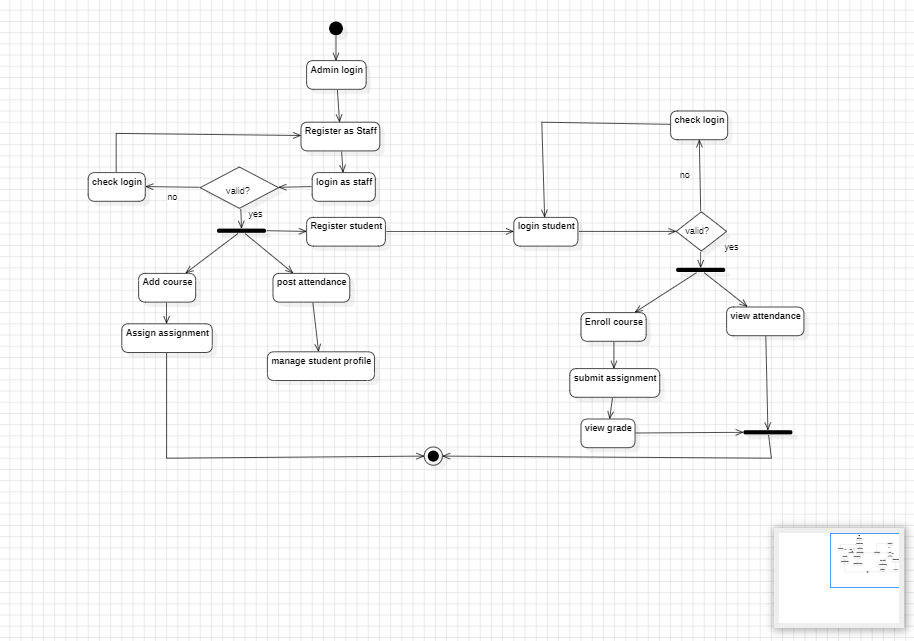 Admin login
Register as Staff
login as staff
valid?
no
check login
yes
Register student
Add course
post attendance
Assign assignment
manage student profile
login student
check login
no
valid?
yes
Enroll course
view attendance
submit assignment
view grade